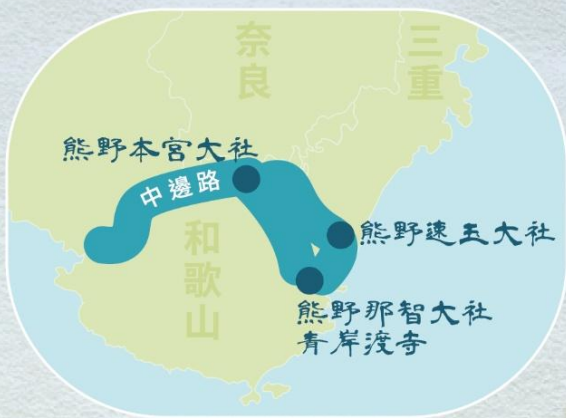 奈良
三重
熊野本宮大社
中邊路
和歌山
熊野速玉大社
熊野那智大社
青岸渡寺